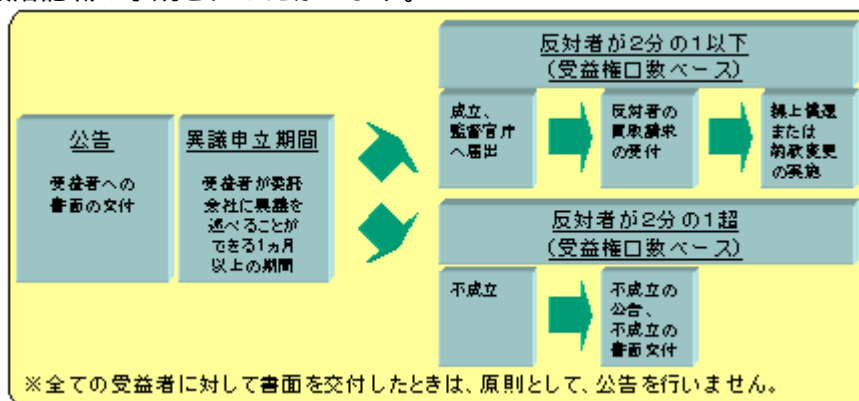 公告
受益者への
書面の交付
異議申立期間
受益者が委託
会社に異議を
述べることが
できる1ヵ月
以上の期間
反対者が2分の1以下
(受益権口数ベース)
成立、
監督官庁
へ届出
反対者の
買取請求
の受付
繰上償還
または
約款変更
の実施
反対者が2分の1超
(受益権口数ベース)
不成立
不成立の
公告、
不成立の
書面交付
※全ての受益者に対して書面を交付したときは、原則として、公告を行いません。